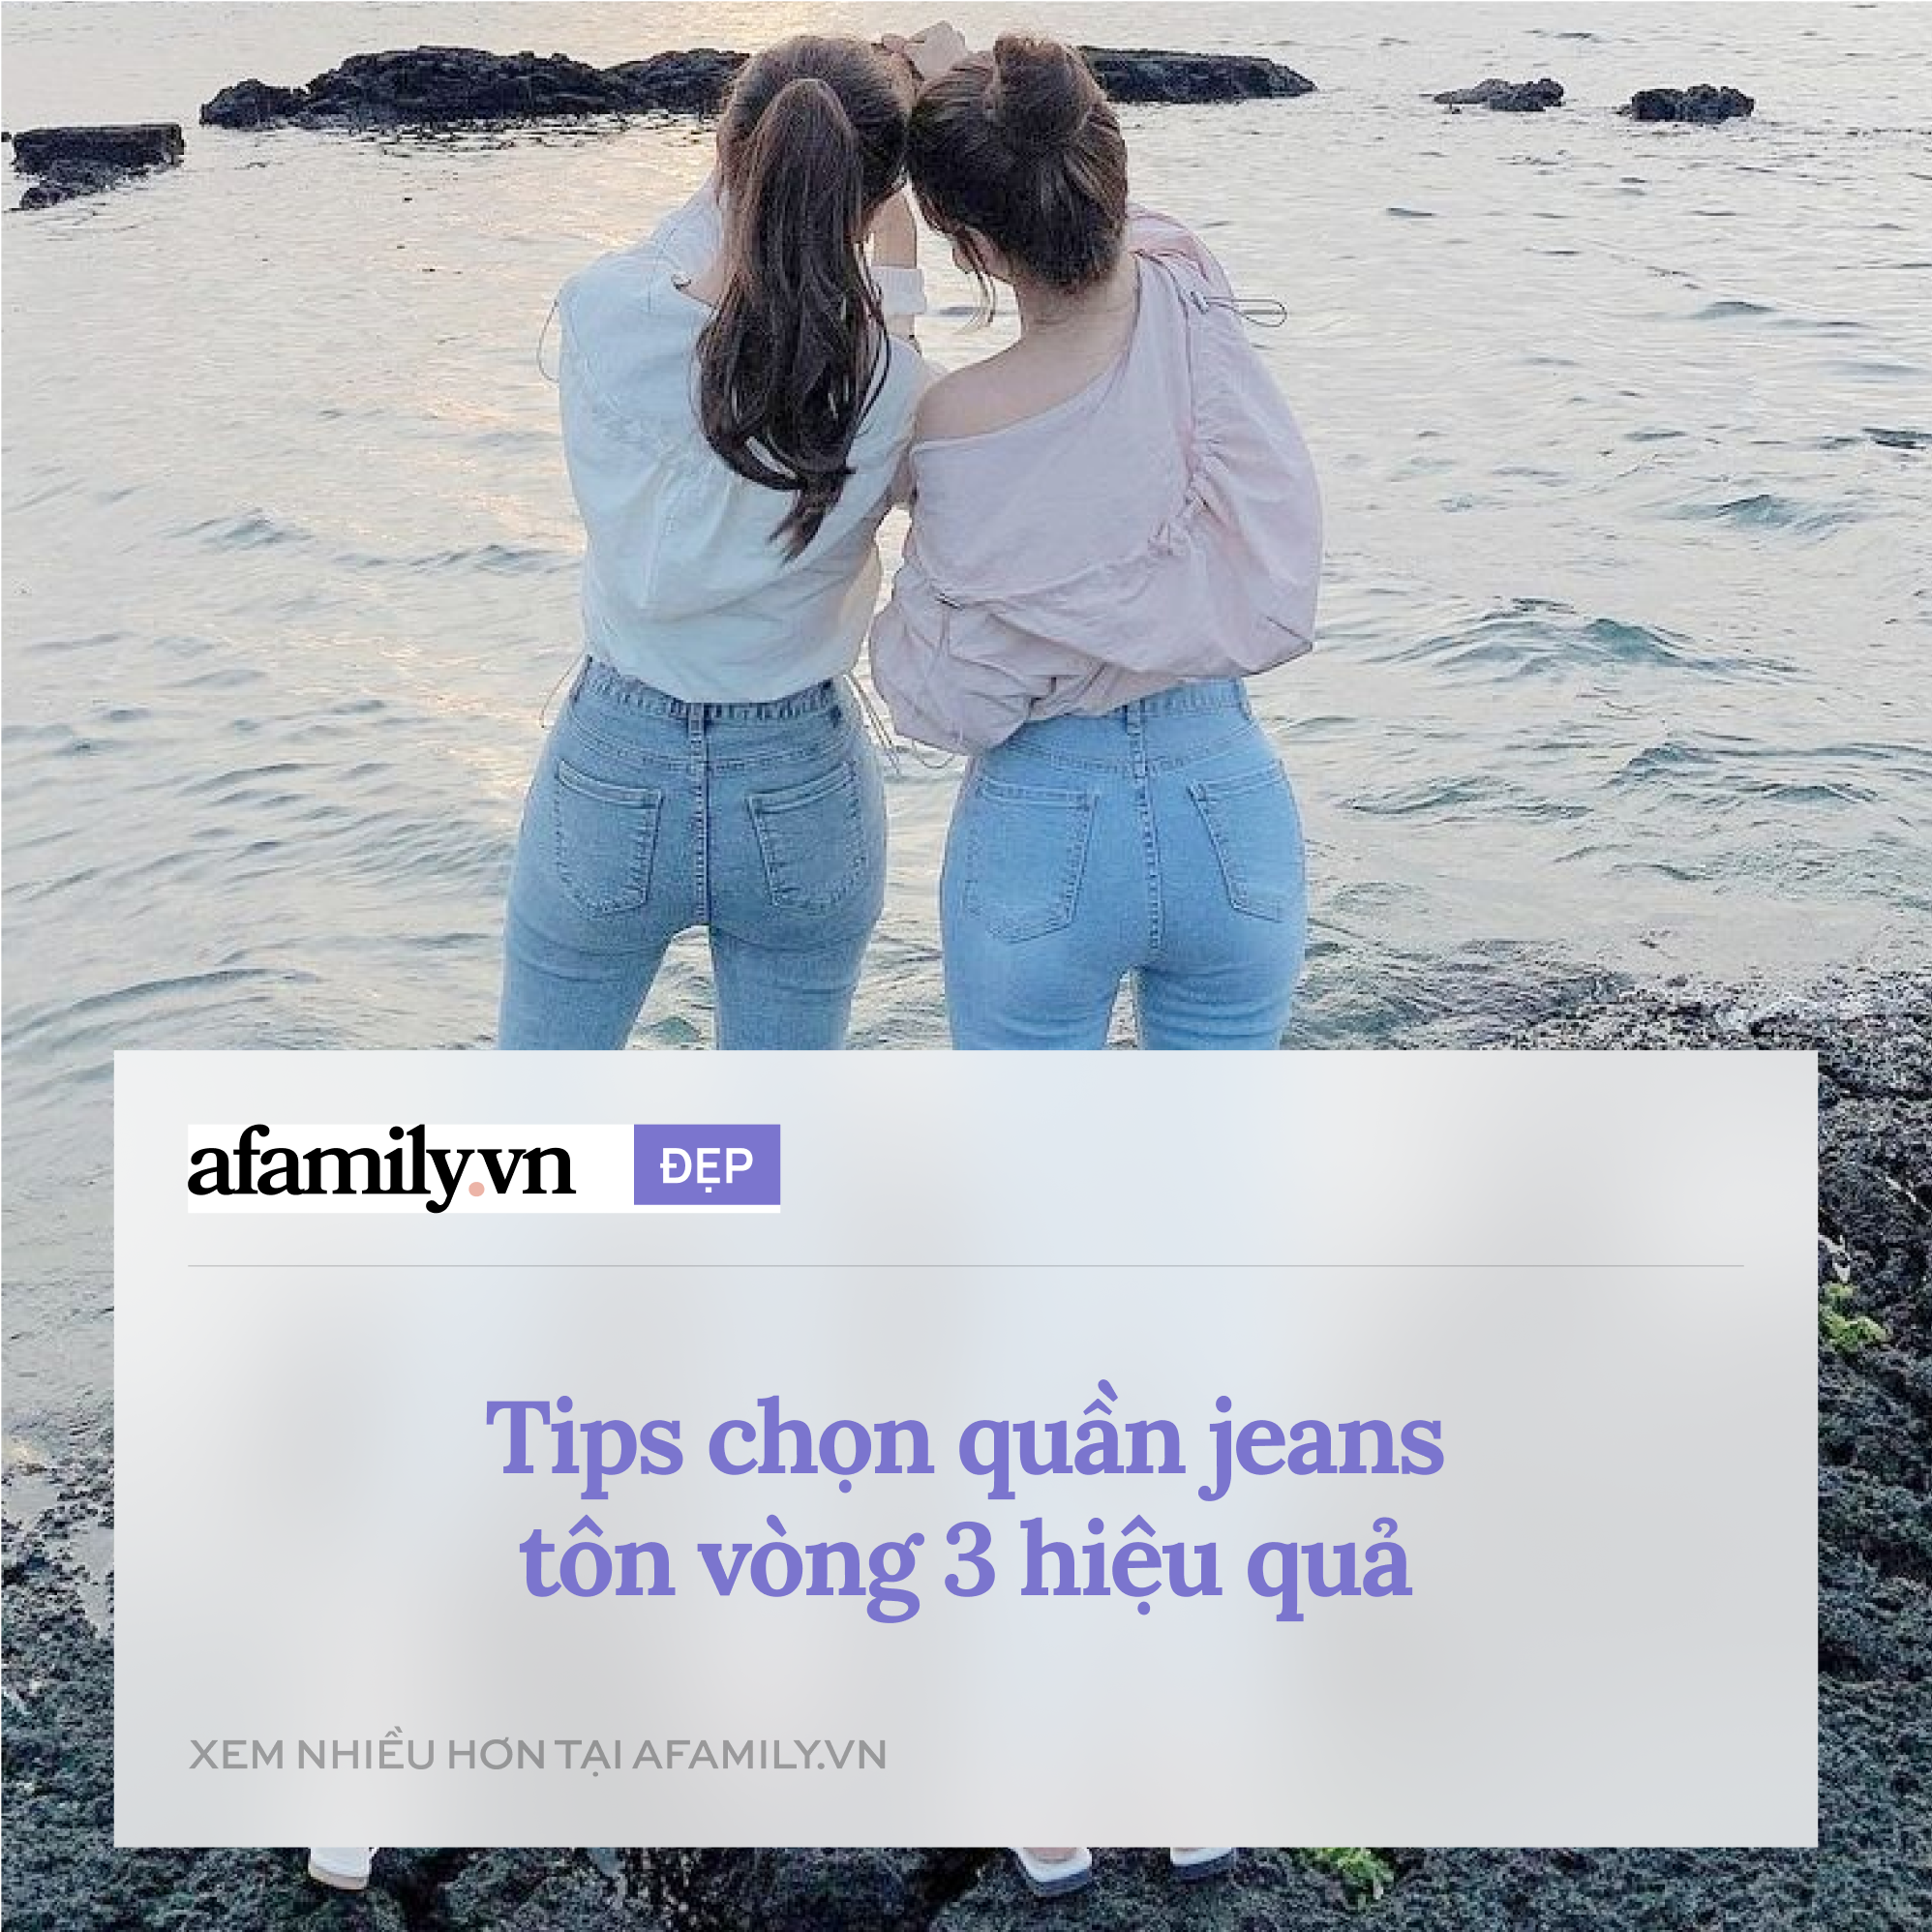 afamily.vn ĐẸP
Tips chọn quần jeans
tôn vòng 3 hiệu quả
XEM NHIỀU HƠN TẠI AFAMILY.VN